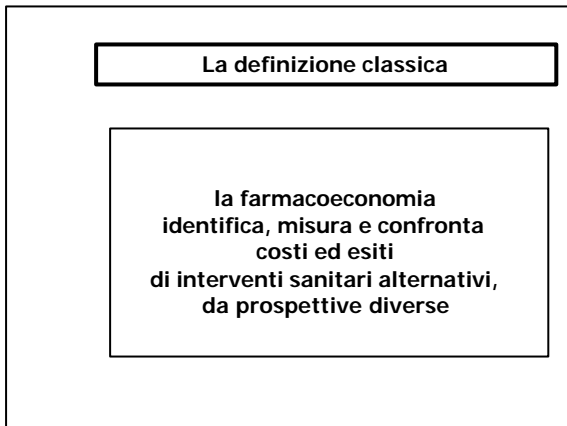 La definizione classica
la farmacoeconomia
identifica, misura e confronta
costi ed esiti
di interventi sanitari alternativi,
da prospettive diverse